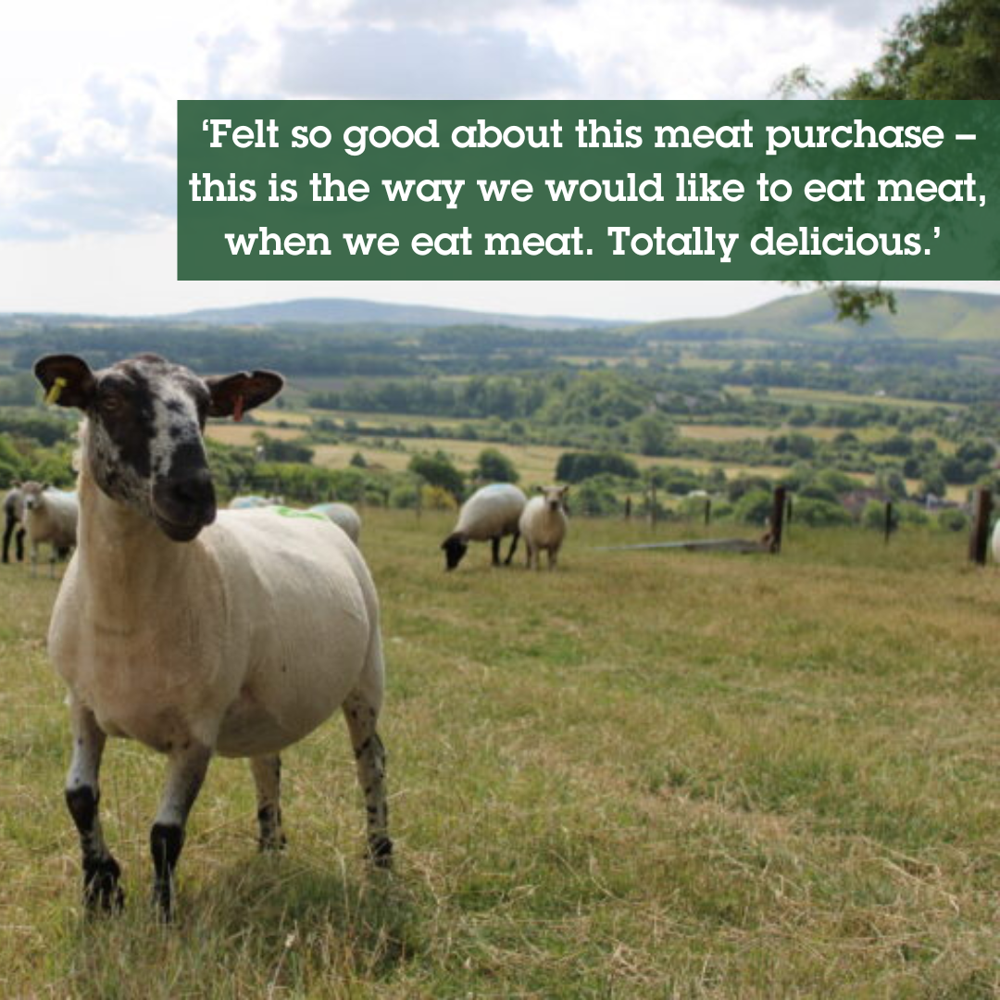 ‘Felt so good about this meat purchase –
this is the way we would like to eat meat,
when we eat meat. Totally delicious.’